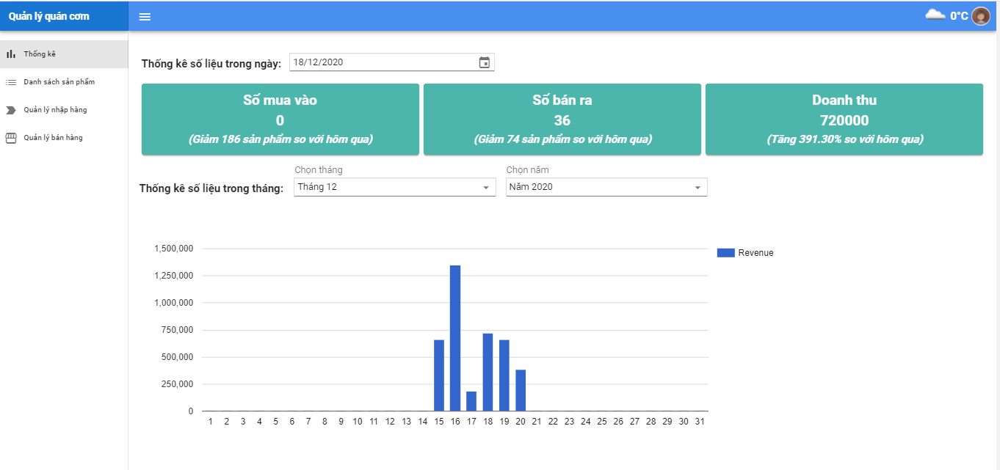 Quản lý quán cơm
0°C
Thống kê
Danh sách sản phẩm
Quản lý nhập hàng
Quản lý bán hàng
Thống kê số liệu trong ngày:
18/12/2020
Số mua vào
0
(Giảm 186 sản phẩm so với hôm qua)
Số bán ra
36
(Giảm 74 sản phẩm so với hôm qua)
Doanh thu
720000
(Tăng 391.30% so với hôm qua)
Thống kê số liệu trong tháng:
Chọn tháng
Tháng 12
Chọn năm
Năm 2020
1,500,000
1,250,000
1,000,000
750,000
500,000
250,000
0
1 2 3 4 5 6 7 8 9 10 11 12 13 14 15 16 17 18 19 20 21 22 23 24 25 26 27 28 29 30 31
Revenue